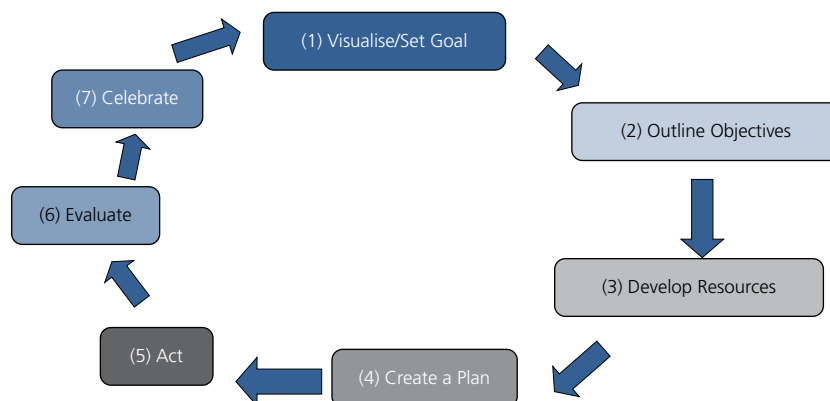 (1) Visualise/Set Goal
(2) Outline Objectives
(3) Develop Resources
(4) Create a Plan
(5) Act
(6) Evaluate
(7) Celebrate